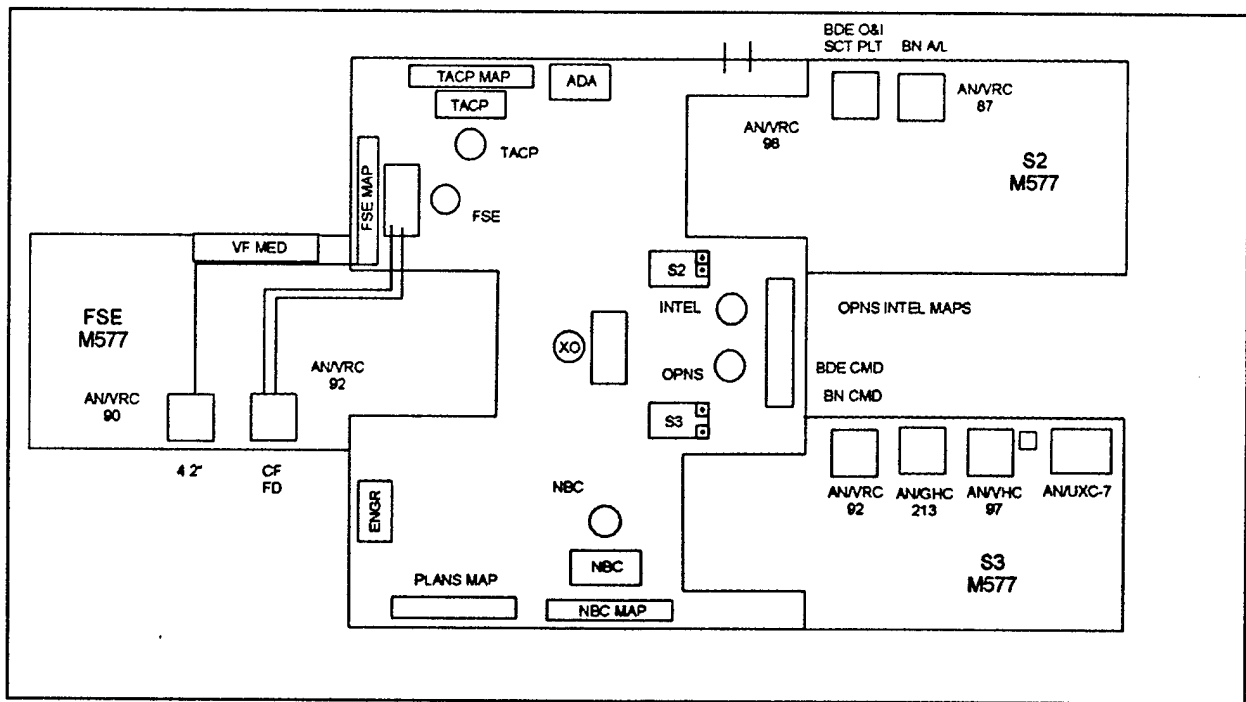 BDE O&I
SCT PLT
BN A/L
TACP MAP
ADA
TACP
AN/VRC
87
AN/VRC
98
TACP
S2
M577
FSE MAP
FSE
VF MED
S2
INTEL
OPNS INTEL MAPS
FSE
M577
XO
AN/VRC
92
OPNS
BDE CMD
BN CMD
AN/VRC
90
S3
4 2"
CF
FD
NBC
AN/VRC
92
AN/GHC
213
AN/VHC
97
AN/UXC-7
ENGR
S3
M577
NBC
PLANS MAP
NBC MAP